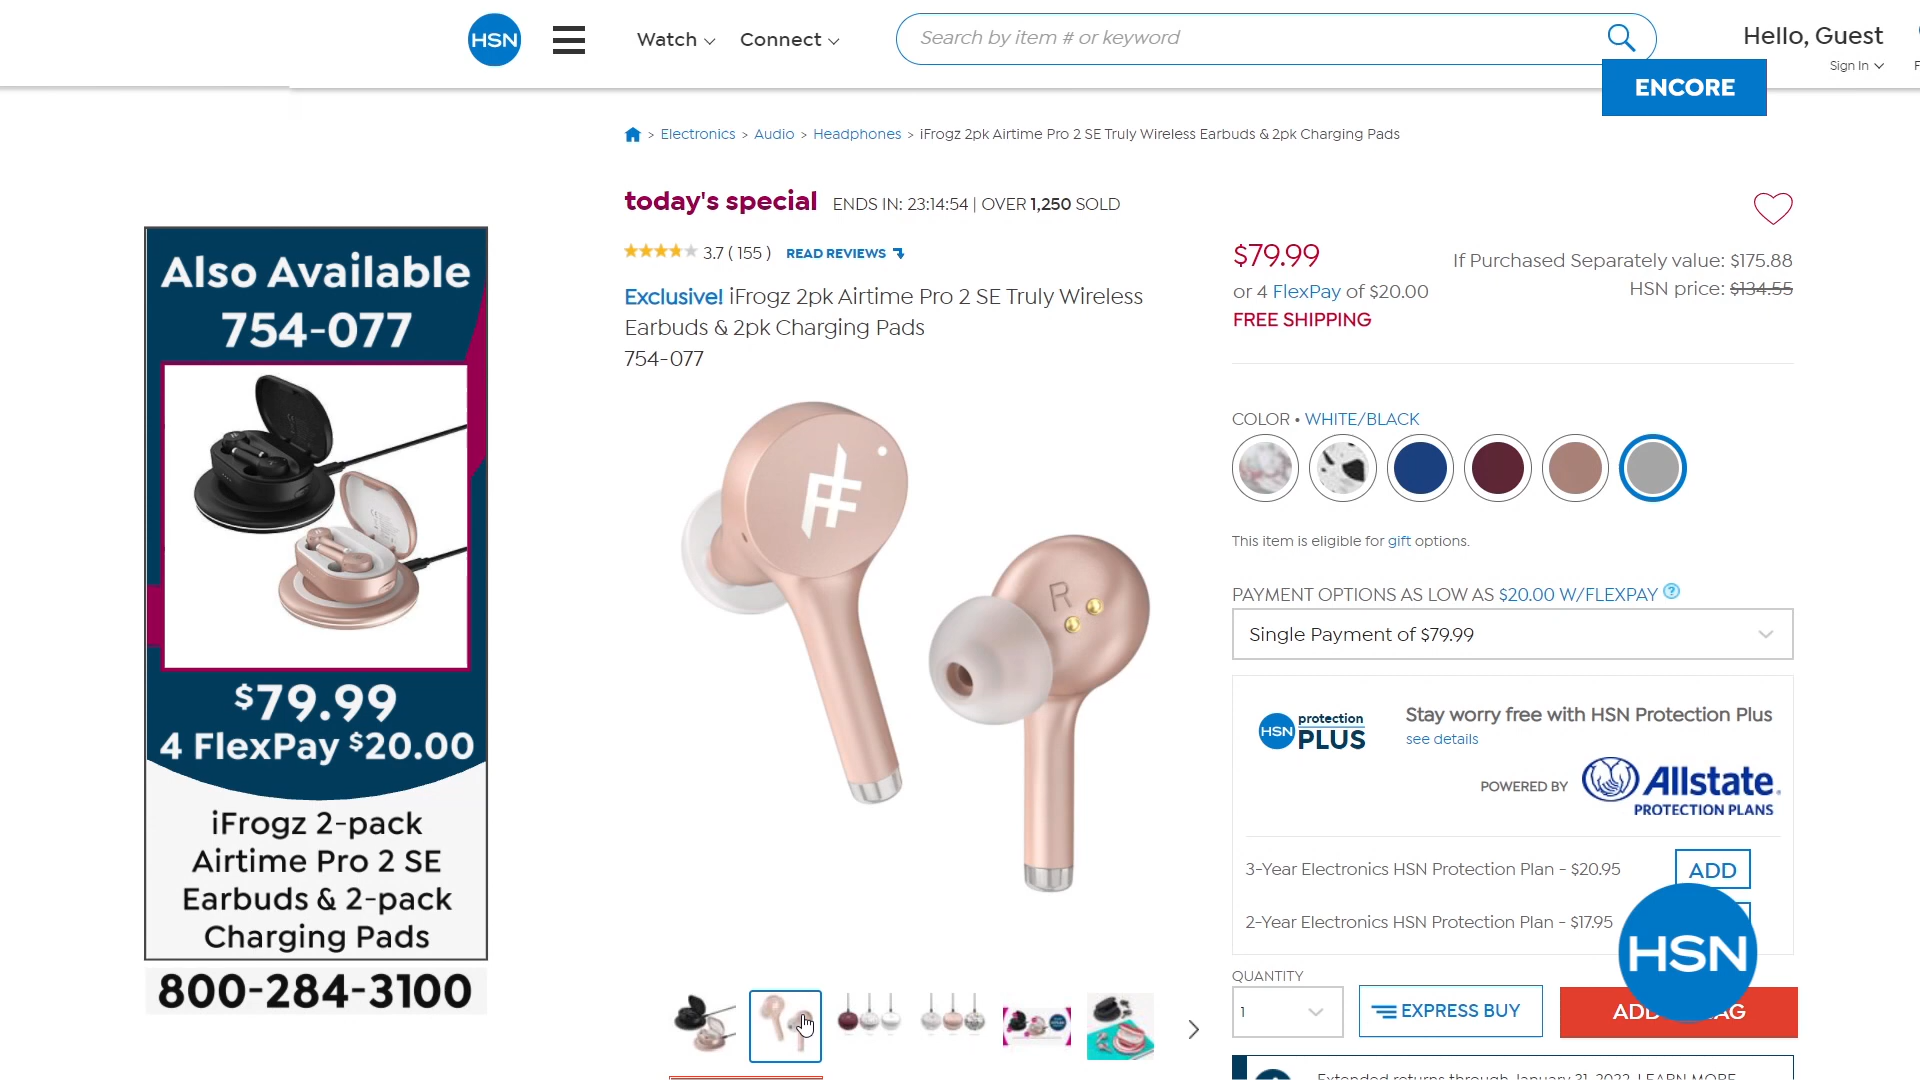 HSN
Watch
Connect
Search by item # or keyword
Hello, Guest
Sign In
ENCORE
> Electronics > Audio > Headphones > iFrogz 2pk Airtime Pro 2 SE Truly Wireless Earbuds & 2pk Charging Pads
today's special ENDS IN: 23:14:54 | OVER 1,250 SOLD
3.7 ( 155 ) READ REVIEWS
Exclusive! iFrogz 2pk Airtime Pro 2 SE Truly Wireless
Earbuds & 2pk Charging Pads
754-077
Also Available
754-077
$79.99
4 FlexPay $20.00
iFrogz 2-pack
Airtime Pro 2 SE
Earbuds & 2-pack
Charging Pads
800-284-3100
R
$79.99
or 4 FlexPay of $20.00
FREE SHIPPING
If Purchased Separately value: $175.88
HSN price: $134.55
COLOR • WHITE/BLACK
This item is eligible for gift options.
PAYMENT OPTIONS AS LOW AS $20.00 W/FLEXPAY ?
Single Payment of $79.99
HSN protection PLUS
Stay worry free with HSN Protection Plus
see details
POWERED BY Allstate.
PROTECTION PLANS
3-Year Electronics HSN Protection Plan - $20.95 ADD
2-Year Electronics HSN Protection Plan - $17.95
HSN
QUANTITY
1
EXPRESS BUY
Extended returns through January 31, 2022. LEARN MORE